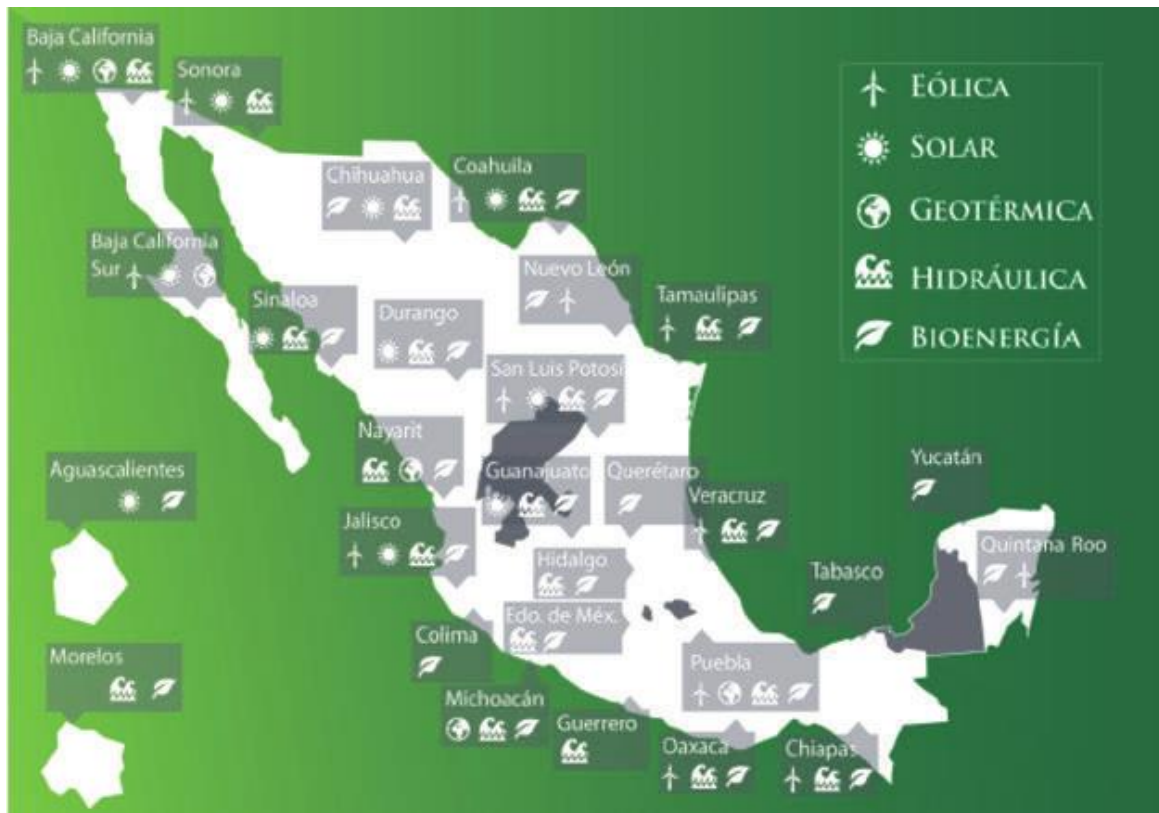 Baja California
Sonora
Chihuahua
Coahuila
Baja California
Sur
Nuevo León
Tamaulipas
Sinaloa
Durango
San Luis Potosí
Nayarit
Aguascalientes
Guanajuato
Querétaro
Veracruz
Yucatán
Jalisco
Quintana Roo
Hidalgo
Tabasco
Edo. de Méx.
Colima
Morelos
Puebla
Michoacán
Guerrero
Oaxaca
Chiapas
EÓLICA
SOLAR
GEOTÉRMICA
HIDRÁULICA
BIOENERGÍA